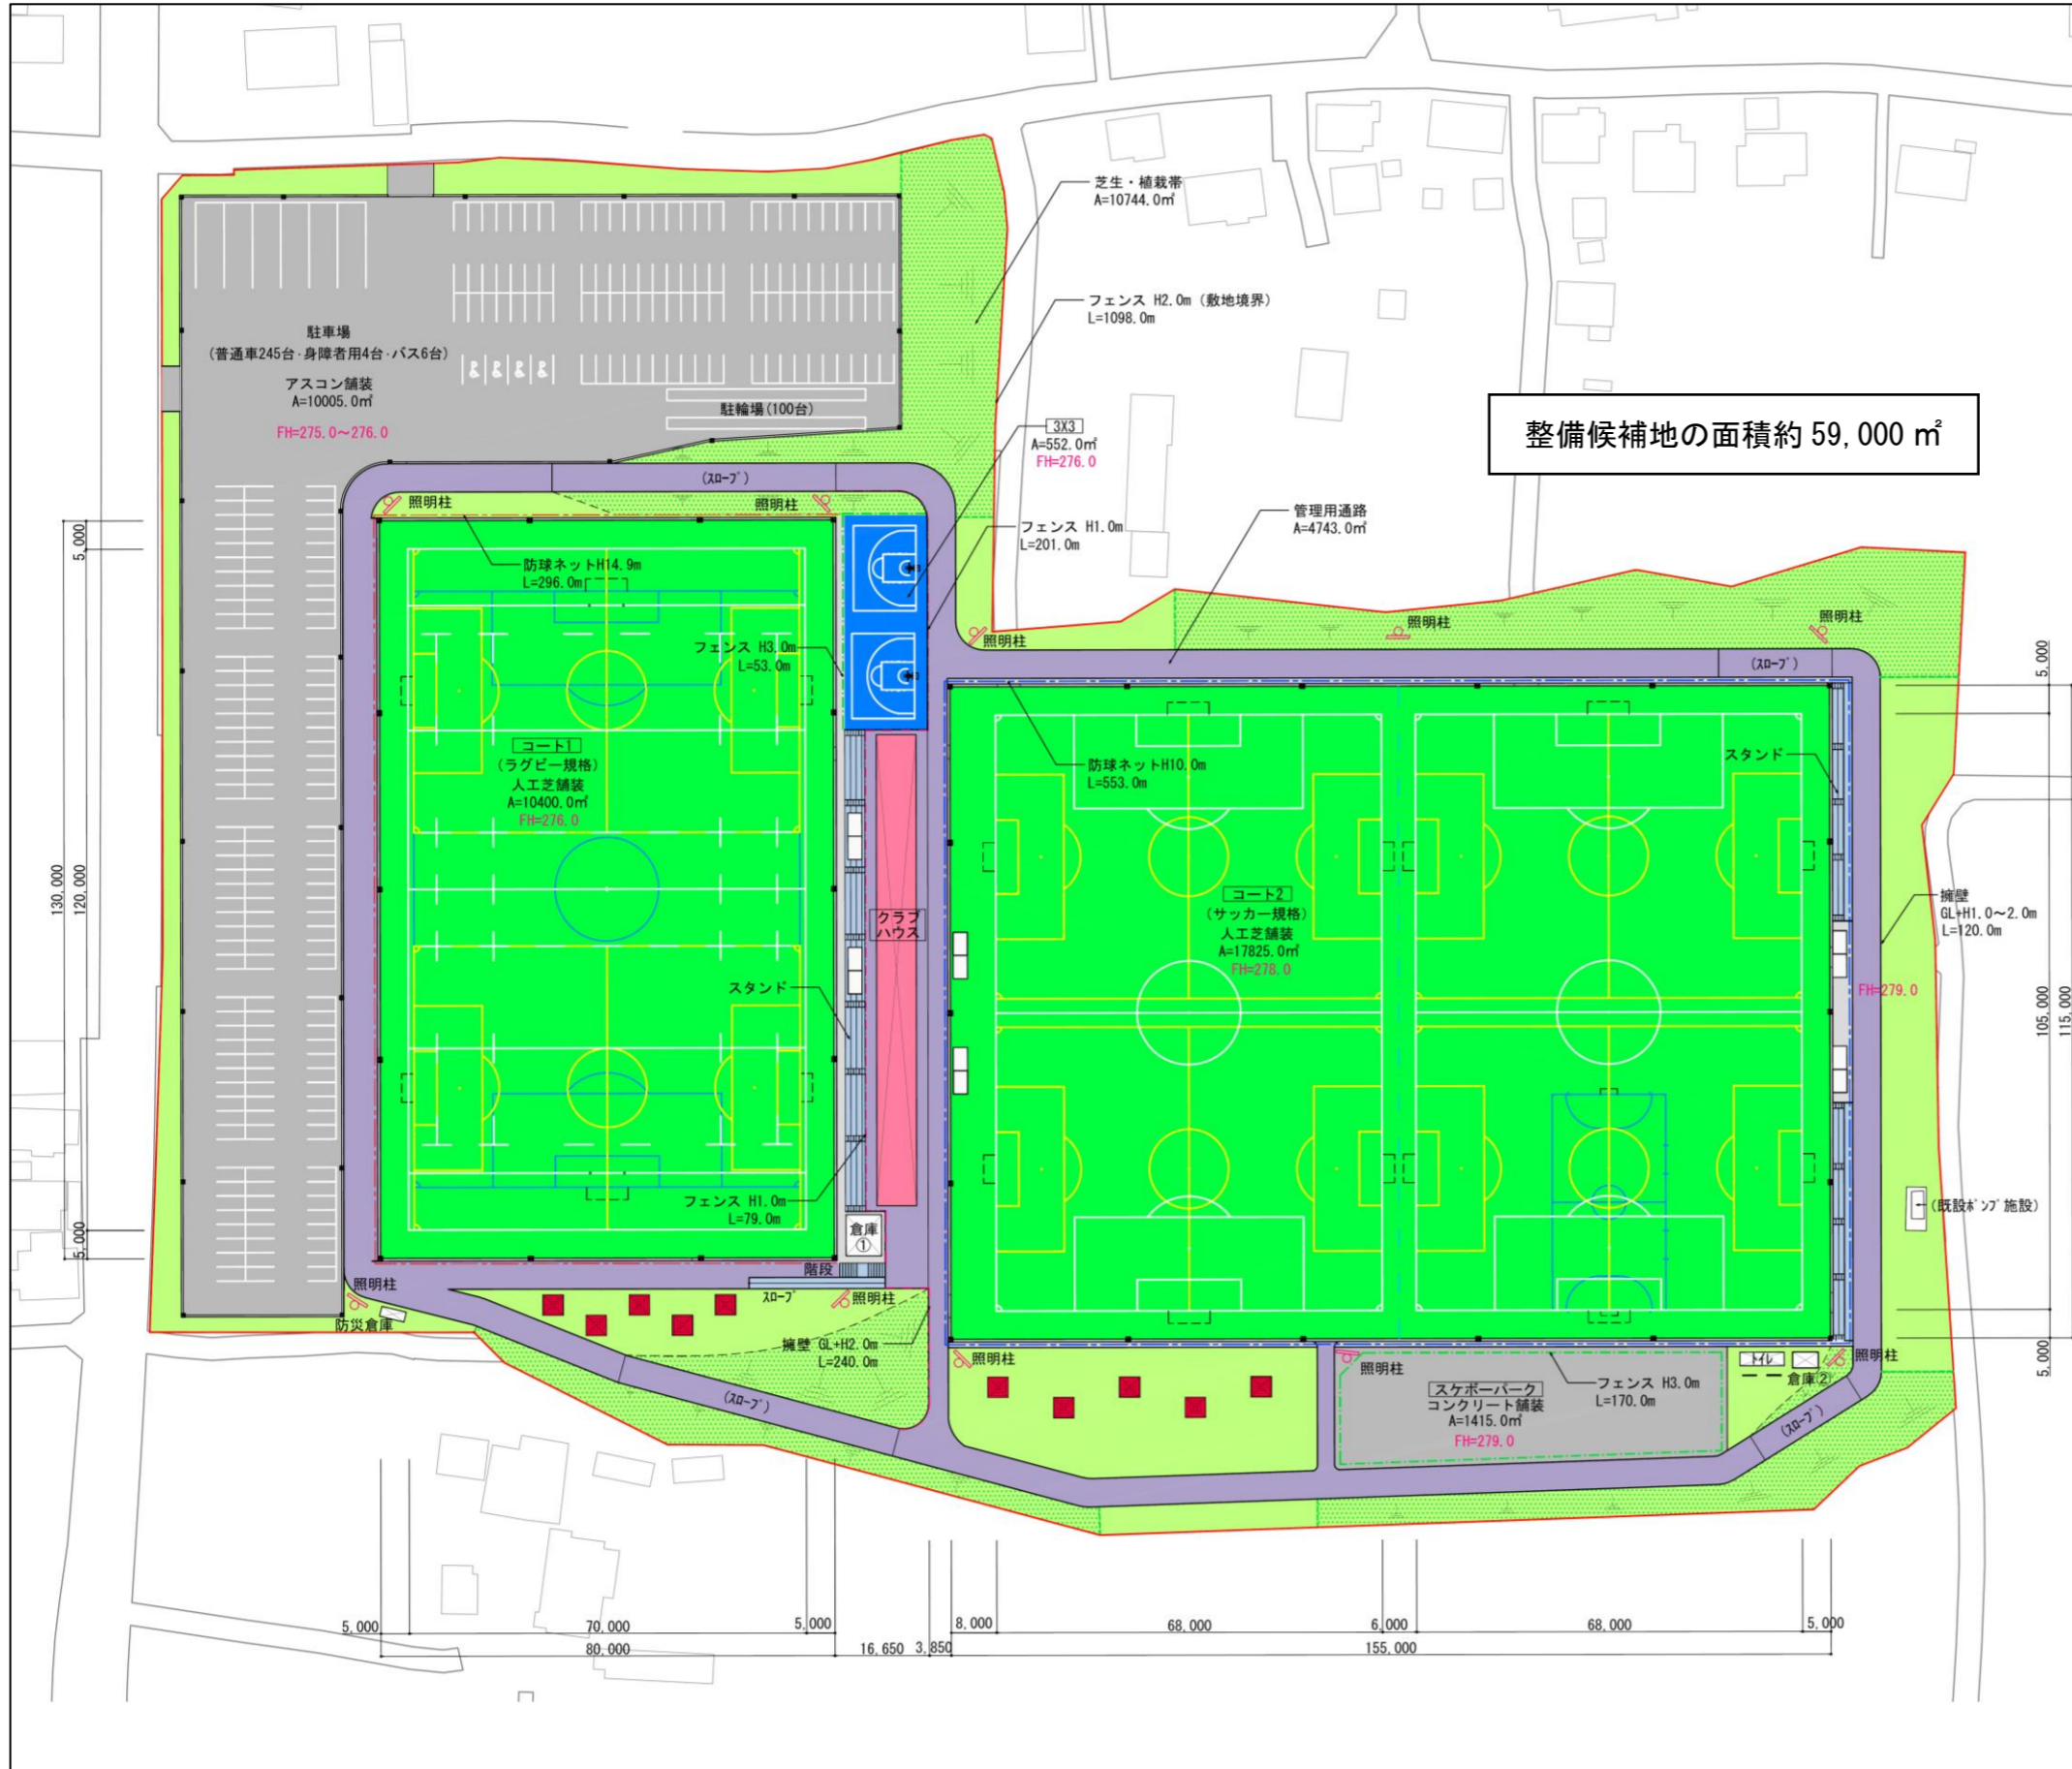 芝生・植栽帯
A=10744.0㎡
フェンス H2.0m (敷地境界)
L=1098.0m
駐車場
(普通車245台・身障者用4台・バス6台)
アスコン舗装
A=10005.0㎡
FH=275.0～276.0
駐輪場(100台)
3X3
A=552.0㎡
FH=276.0
整備候補地の面積約 59,000 ㎡
(スロープ)
照明柱
照明柱
管理用通路
A=4743.0㎡
フェンス H1.0m
L=201.0m
防球ネットH14.9m
L=296.0m
照明柱
照明柱
照明柱
フェンス H3.0m
L=53.0m
(スロープ)
コート1
(ラグビー規格)
人工芝舗装
A=10400.0㎡
FH=276.0
防球ネットH10.0m
L=553.0m
スタンド
クラブ
ハウス
コート2
(サッカー規格)
人工芝舗装
A=17825.0㎡
FH=278.0
擁壁
GL+H1.0～2.0m
L=120.0m
スタンド
FH=279.0
フェンス H1.0m
L=79.0m
倉庫
①
(既設ポンプ施設)
階段
スロープ
照明柱
照明柱
防災倉庫
擁壁 GL+H2.0m
L=240.0m
照明柱
照明柱
スケボーパーク
コンクリート舗装
A=1415.0㎡
FH=279.0
フェンス H3.0m
L=170.0m
トイレ
倉庫②
照明柱
(スロープ)
(スロープ)
5,000
130,000
120,000
5,000
5,000
105,000
115,000
5,000
5,000
70,000
5,000
80,000
16,650
3,850
8,000
68,000
6,000
68,000
5,000
155,000